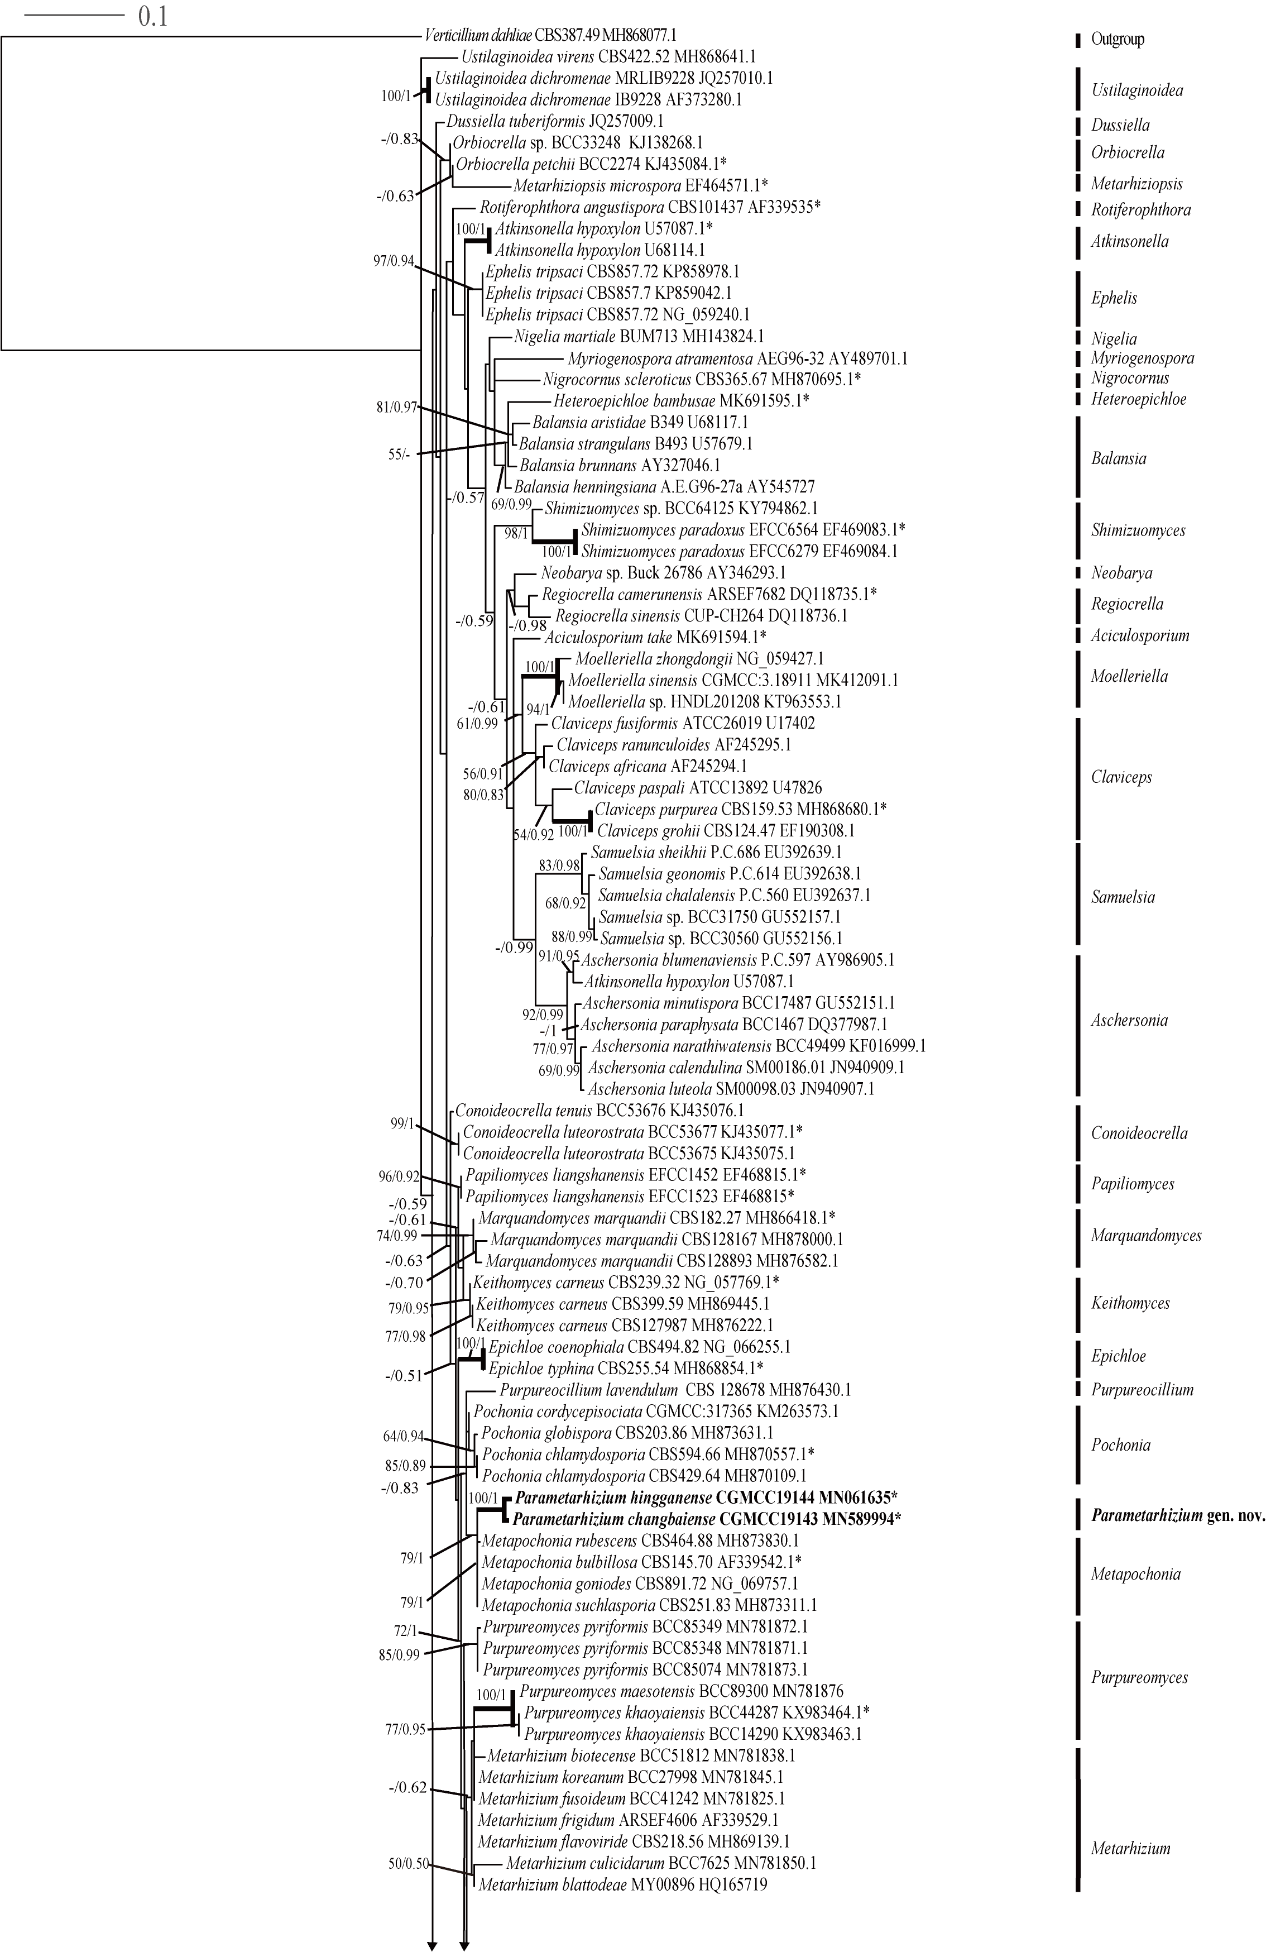 0.1
Verticillium dahliae CBS387.49 MH868077.1
Outgroup
Ustilaginoidea virens CBS422.52 MH868641.1
Ustilaginoidea dichromenae MRLIB9228 JQ257010.1
Ustilaginoidea
100/1
Ustilaginoidea dichromenae IB9228 AF373280.1
Dussiella tuberiformis JQ257009.1
Dussiella
-/0.83
Orbiocrella sp. BCC33248 KJ138268.1
Orbiocrella
Orbiocrella petchii BCC2274 KJ435084.1*
Metarhiziopsis microspora EF464571.1*
Metarhiziopsis
-/0.63
Rotiferophthora angustispora CBS101437 AF339535*
Rotiferophthora
100/1
Atkinsonella hypoxylon U57087.1*
Atkinsonella
Atkinsonella hypoxylon U68114.1
97/0.94
Ephelis tripsaci CBS857.72 KP858978.1
Ephelis tripsaci CBS857.7 KP859042.1
Ephelis
Ephelis tripsaci CBS857.72 NG_059240.1
Nigelia martiale BUM713 MH143824.1
Nigelia
Myriogenospora atramentosa AEG96-32 AY489701.1
Myriogenospora
Nigrocornus scleroticus CBS365.67 MH870695.1*
Nigrocornus
Heteroepichloe bambusae MK691595.1*
Heteroepichloe
81/0.97
Balansia aristidae B349 U68117.1
Balansia strangulans B493 U57679.1
55/-
Balansia
Balansia brunnans AY327046.1
Balansia henningsiana A.E.G96-27a AY545727
-/0.57
69/0.99
Shimizuomyces sp. BCC64125 KY794862.1
Shimizuomyces paradoxus EFCC6564 EF469083.1*
Shimizuomyces
98/1
100/1
Shimizuomyces paradoxus EFCC6279 EF469084.1
Neobarya sp. Buck 26786 AY346293.1
Neobarya
Regiocrella camerunensis ARSEF7682 DQ118735.1*
Regiocrella
Regiocrella sinensis CUP-CH264 DQ118736.1
-/0.59
-/0.98
Aciculosporium take MK691594.1*
Aciculosporium
Moelleriella zhongdongii NG_059427.1
100/1
Moelleriella
Moelleriella sinensis CGMCC:3.18911 MK412091.1
Moelleriella sp. HNDL201208 KT963553.1
-/0.61
94/1
61/0.99
Claviceps fusiformis ATCC26019 U17402
Claviceps ranunculoides AF245295.1
Claviceps africana AF245294.1
56/0.91
Claviceps
Claviceps paspali ATCC13892 U47826
80/0.83
Claviceps purpurea CBS159.53 MH868680.1*
Claviceps grohii CBS124.47 EF190308.1
54/0.92
100/1
Samuelsia sheikhii P.C.686 EU392639.1
83/0.98
Samuelsia geonomis P.C.614 EU392638.1
Samuelsia chalalensis P.C.560 EU392637.1
Samuelsia
68/0.92
Samuelsia sp. BCC31750 GU552157.1
Samuelsia sp. BCC30560 GU552156.1
88/0.99
-/0.99
91/0.95
Aschersonia blumenaviensis P.C.597 AY986905.1
Atkinsonella hypoxylon U57087.1
Aschersonia minutispora BCC17487 GU552151.1
92/0.99
Aschersonia paraphysata BCC1467 DQ377987.1
Aschersonia
-/1
Aschersonia narathiwatensis BCC49499 KF016999.1
77/0.97
Aschersonia calendulina SM00186.01 JN940909.1
69/0.99
Aschersonia luteola SM00098.03 JN940907.1
Conoideocrella tenuis BCC53676 KJ435076.1
99/1
Conoideocrella luteorostrata BCC53677 KJ435077.1*
Conoideocrella
Conoideocrella luteorostrata BCC53675 KJ435075.1
96/0.92
Papiliomyces liangshanensis EFCC1452 EF468815.1*
Papiliomyces
Papiliomyces liangshanensis EFCC1523 EF468815*
-/0.59
-/0.61
Marquandomyces marquandii CBS182.27 MH866418.1*
74/0.99
Marquandomyces marquandii CBS128167 MH878000.1
Marquandomyces
-/0.63
Marquandomyces marquandii CBS128893 MH876582.1
-/0.70
Keithomyces carneus CBS239.32 NG_057769.1*
79/0.95
Keithomyces carneus CBS399.59 MH869445.1
Keithomyces
Keithomyces carneus CBS127987 MH876222.1
77/0.98
100/1
Epichloe coenophiala CBS494.82 NG_066255.1
Epichloe
Epichloe typhina CBS255.54 MH868854.1*
-/0.51
Purpureocillium lavendulum CBS 128678 MH876430.1
Purpureocillium
Pochonia cordycepisociata CGMCC:317365 KM263573.1
64/0.94
Pochonia globispora CBS203.86 MH873631.1
Pochonia
Pochonia chlamydosporia CBS594.66 MH870557.1*
85/0.89
Pochonia chlamydosporia CBS429.64 MH870109.1
-/0.83
100/1
Parametarhizium hingganense CGMCC19144 MN061635*
Parametarhizium changbaiense CGMCC19143 MN589994*
Parametarhizium gen. nov.
Metapochonia rubescens CBS464.88 MH873830.1
79/1
Metapochonia bulbillosa CBS145.70 AF339542.1*
Metapochonia
Metapochonia goniodes CBS891.72 NG_069757.1
79/1
Metapochonia suchlasporia CBS251.83 MH873311.1
72/1
Purpureomyces pyriformis BCC85349 MN781872.1
85/0.99
Purpureomyces pyriformis BCC85348 MN781871.1
Purpureomyces pyriformis BCC85074 MN781873.1
Purpureomyces
100/1
Purpureomyces maesotensis BCC89300 MN781876
Purpureomyces khaoyaiensis BCC44287 KX983464.1*
77/0.95
Purpureomyces khaoyaiensis BCC14290 KX983463.1
Metarhizium biotecense BCC51812 MN781838.1
Metarhizium koreanum BCC27998 MN781845.1
-/0.62
Metarhizium fusoideum BCC41242 MN781825.1
Metarhizium frigidum ARSEF4606 AF339529.1
Metarhizium flavoviride CBS218.56 MH869139.1
Metarhizium
50/0.50
Metarhizium culicidarum BCC7625 MN781850.1
Metarhizium blattodeae MY00896 HQ165719